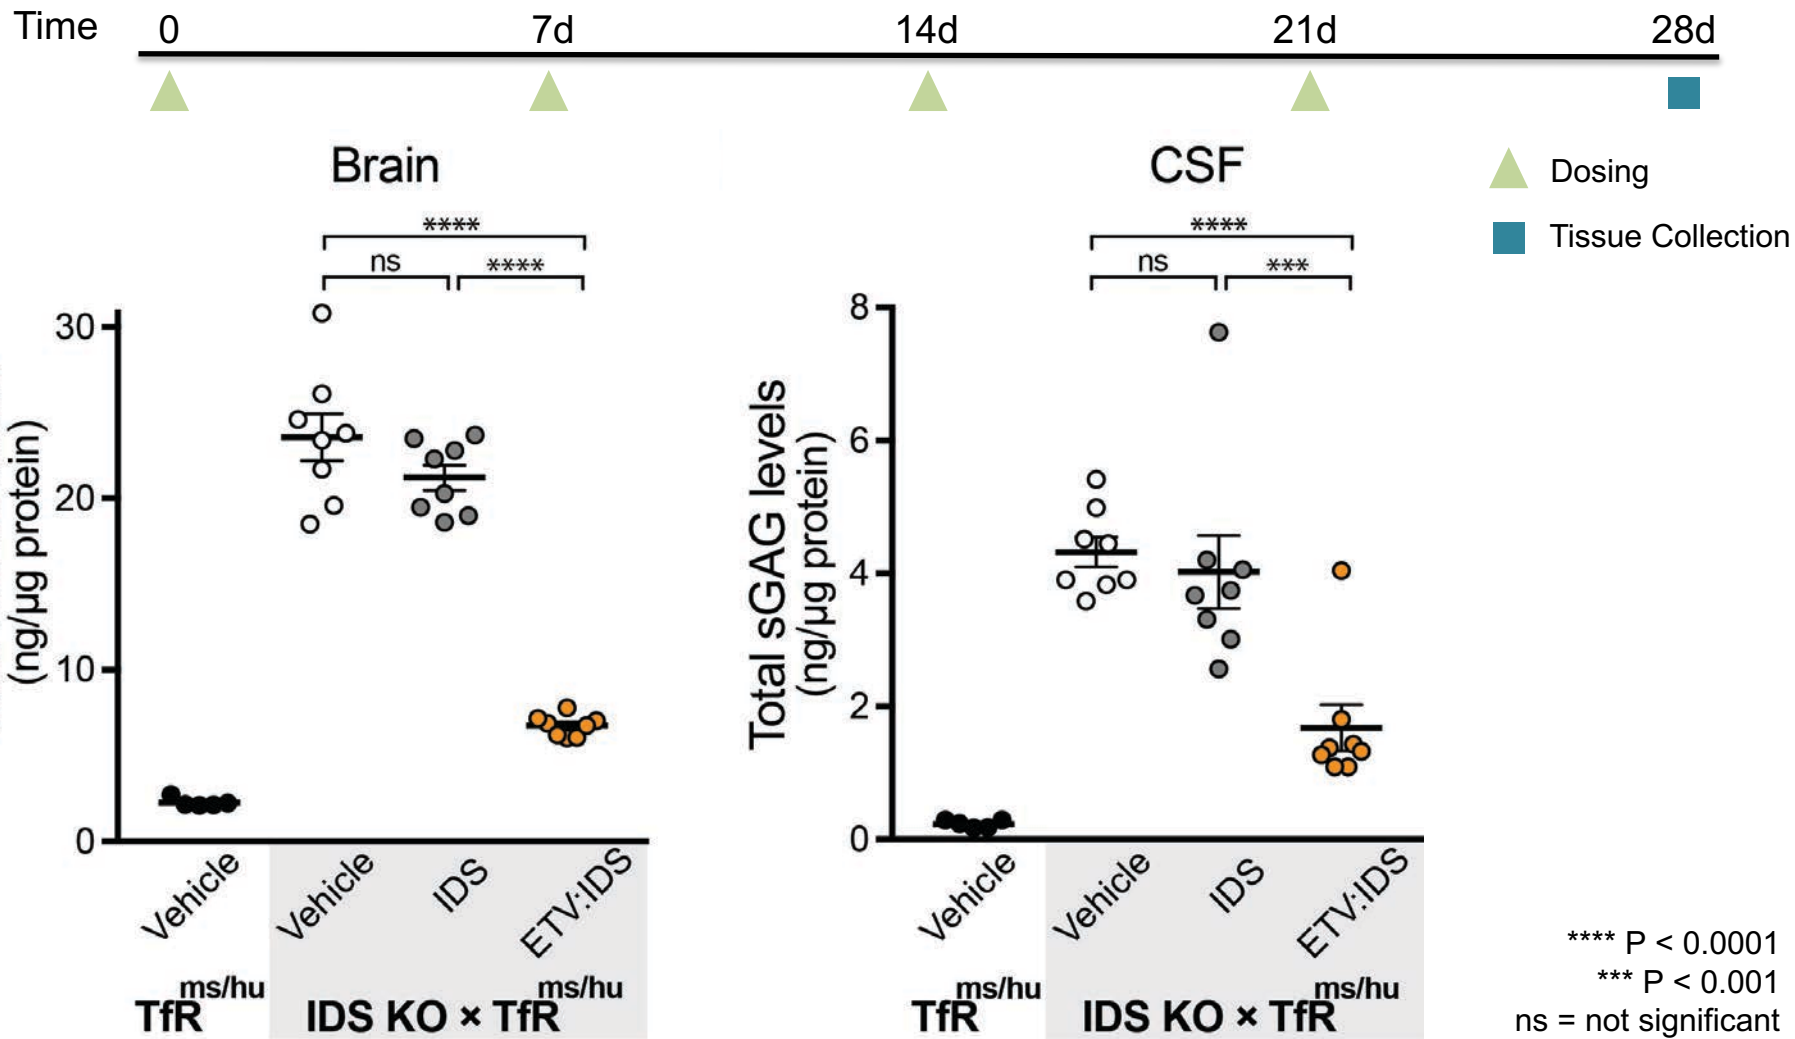 Time 0 7d 14d 21d 28d
Brain
CSF
Dosing
Tissue Collection
****
ns ****
****
ns ***
(ng/µg protein)
30
20
10
0
Total sGAG levels
(ng/µg protein)
8
6
4
2
0
Vehicle
Vehicle
IDS
ETV:IDS
TfR^ms/hu
IDS KO × TfR^ms/hu
Vehicle
Vehicle
IDS
ETV:IDS
TfR^ms/hu
IDS KO × TfR^ms/hu
**** P < 0.0001
*** P < 0.001
ns = not significant